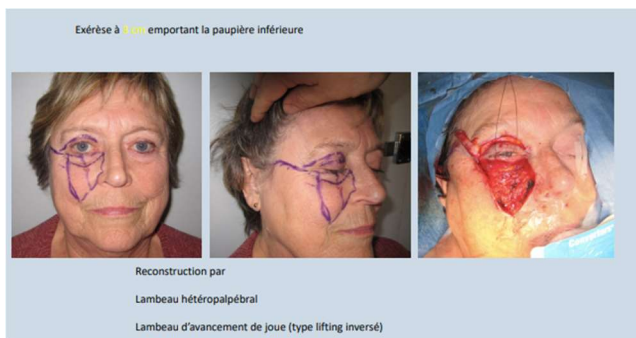 Exérèse à emportant la paupière inférieure
Reconstruction par
Lambeau hétéropalpébral
Lambeau d'avancement de joue (type lifting inversé)